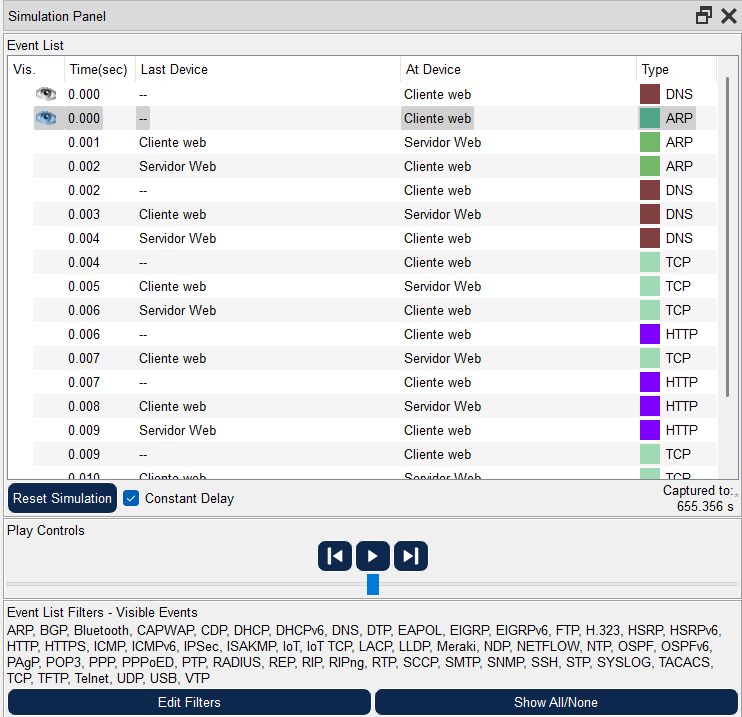 Simulation Panel
Event List
Vis. Time(sec) Last Device At Device Type
0.000 -- Cliente web DNS
0.000 -- Cliente web ARP
0.001 Cliente web Servidor Web ARP
0.002 Servidor Web Cliente web ARP
0.002 -- Cliente web DNS
0.003 Cliente web Servidor Web DNS
0.004 Servidor Web Cliente web DNS
0.004 -- Cliente web TCP
0.005 Cliente web Servidor Web TCP
0.006 Servidor Web Cliente web TCP
0.006 -- Cliente web HTTP
0.007 Cliente web Servidor Web TCP
0.007 -- Cliente web HTTP
0.008 Cliente web Servidor Web HTTP
0.009 Servidor Web Cliente web HTTP
0.009 -- Cliente web TCP
0.010 Cliente web Servidor Web TCP
Reset Simulation Constant Delay Captured to:
655.356 s
Play Controls
Event List Filters - Visible Events
ARP, BGP, Bluetooth, CAPWAP, CDP, DHCP, DHCPv6, DNS, DTP, EAPOL, EIGRP, EIGRPv6, FTP, H.323, HSRP, HSRPv6,
HTTP, HTTPS, ICMP, ICMPv6, IPSec, ISAKMP, IoT, IoT TCP, LACP, LLDP, Meraki, NDP, NETFLOW, NTP, OSPF, OSPFv6,
PAgP, POP3, PPP, PPPoED, PTP, RADIUS, REP, RIP, RIPng, RTP, SCCP, SMTP, SNMP, SSH, STP, SYSLOG, TACACS,
TCP, TFTP, Telnet, UDP, USB, VTP
Edit Filters Show All/None